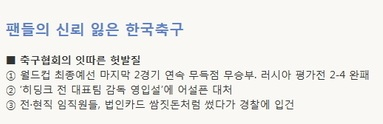 팬들의 신뢰 잃은 한국축구
■ 축구협회의 잇따른 헛발질
① 월드컵 최종예선 마지막 2경기 연속 무득점 무승부. 러시아 평가전 2-4 완패
② '히딩크 전 대표팀 감독 영입설'에 어설픈 대처
③ 전·현직 임직원들, 법인카드 쌈짓돈처럼 썼다가 경찰에 입건